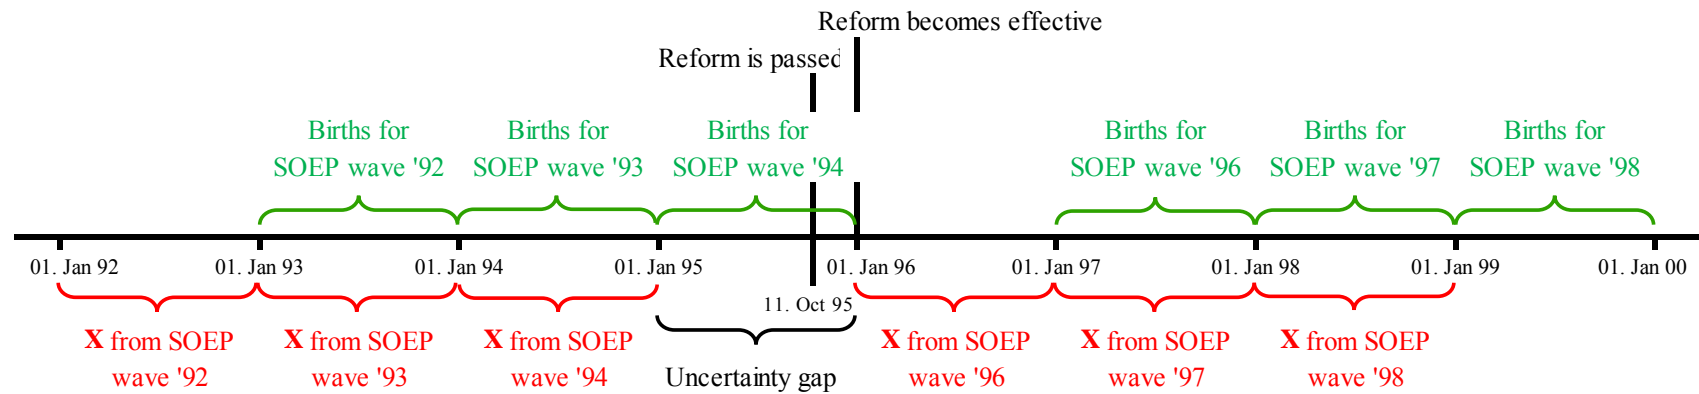 Reform becomes effective
Reform is passed
Births for
SOEP wave '92
Births for
SOEP wave '93
Births for
SOEP wave '94
Births for
SOEP wave '96
Births for
SOEP wave '97
Births for
SOEP wave '98
01. Jan 92
01. Jan 93
01. Jan 94
01. Jan 95
01. Jan 96
01. Jan 97
01. Jan 98
01. Jan 99
01. Jan 00
11. Oct 95
X from SOEP
wave '92
X from SOEP
wave '93
X from SOEP
wave '94
Uncertainty gap
X from SOEP
wave '96
X from SOEP
wave '97
X from SOEP
wave '98